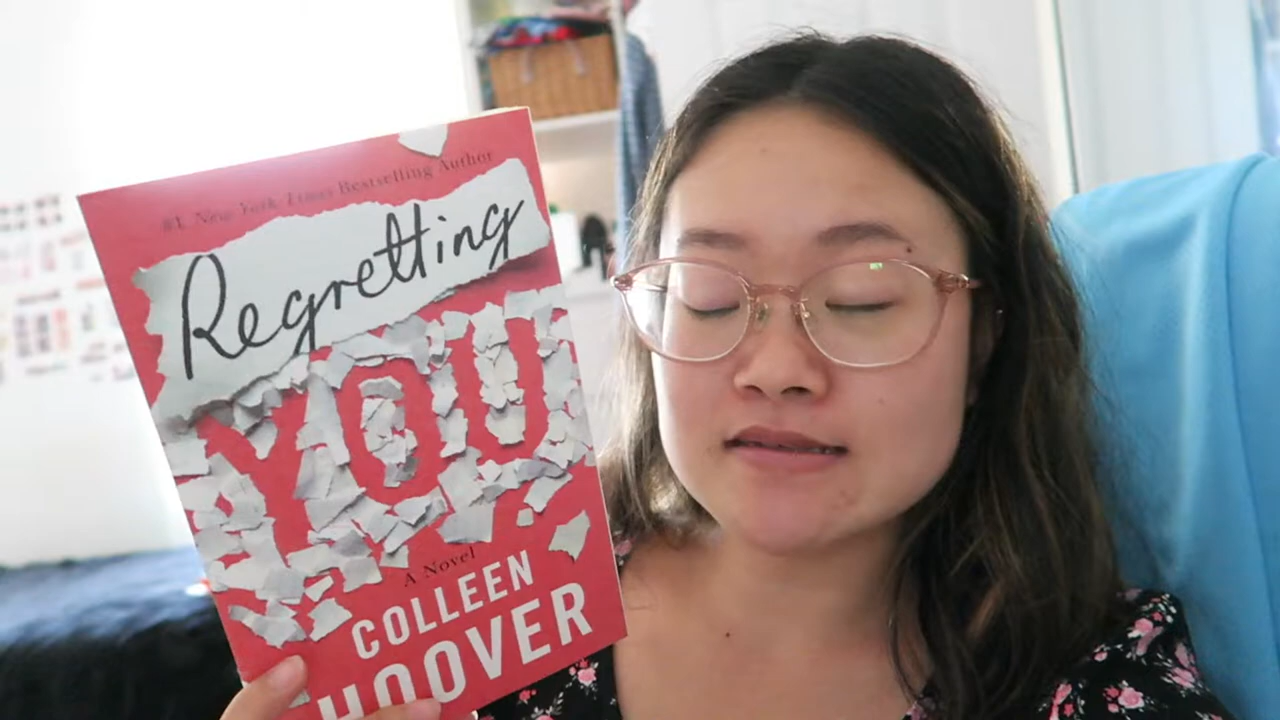 #1 New York Times Bestselling Author
Regretting
YOU
A Novel
COLLEEN
HOOVER